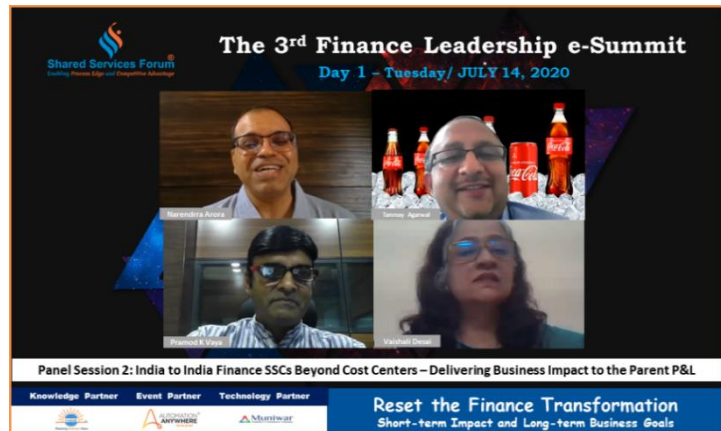 Shared Services Forum®
Enabling Process Edge and Competitive Advantage
The 3rd Finance Leadership e-Summit
Day 1 – Tuesday/ JULY 14, 2020
Narendra Arora
Tanmay Agarwal
Coca-Cola
Pramod K Vaya
Vaishali Desai
Panel Session 2: India to India Finance SSCs Beyond Cost Centers – Delivering Business Impact to the Parent P&L
Knowledge Partner
Event Partner
Technology Partner
AUTOMATION ANYWHERE
Muniwar
Reset the Finance Transformation
Short-term Impact and Long-term Business Goals